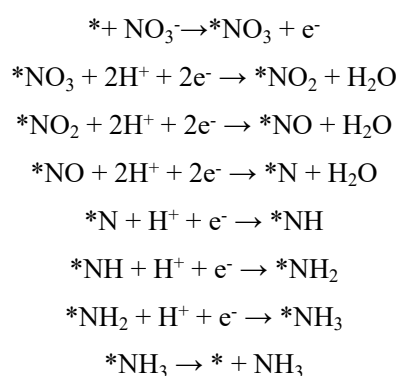 *+ NO₃⁻→*NO₃ + e⁻
*NO₃ + 2H⁺ + 2e⁻ → *NO₂ + H₂O
*NO₂ + 2H⁺ + 2e⁻ → *NO + H₂O
*NO + 2H⁺ + 2e⁻ → *N + H₂O
*N + H⁺ + e⁻ → *NH
*NH + H⁺ + e⁻ → *NH₂
*NH₂ + H⁺ + e⁻ → *NH₃
*NH₃ → * + NH₃